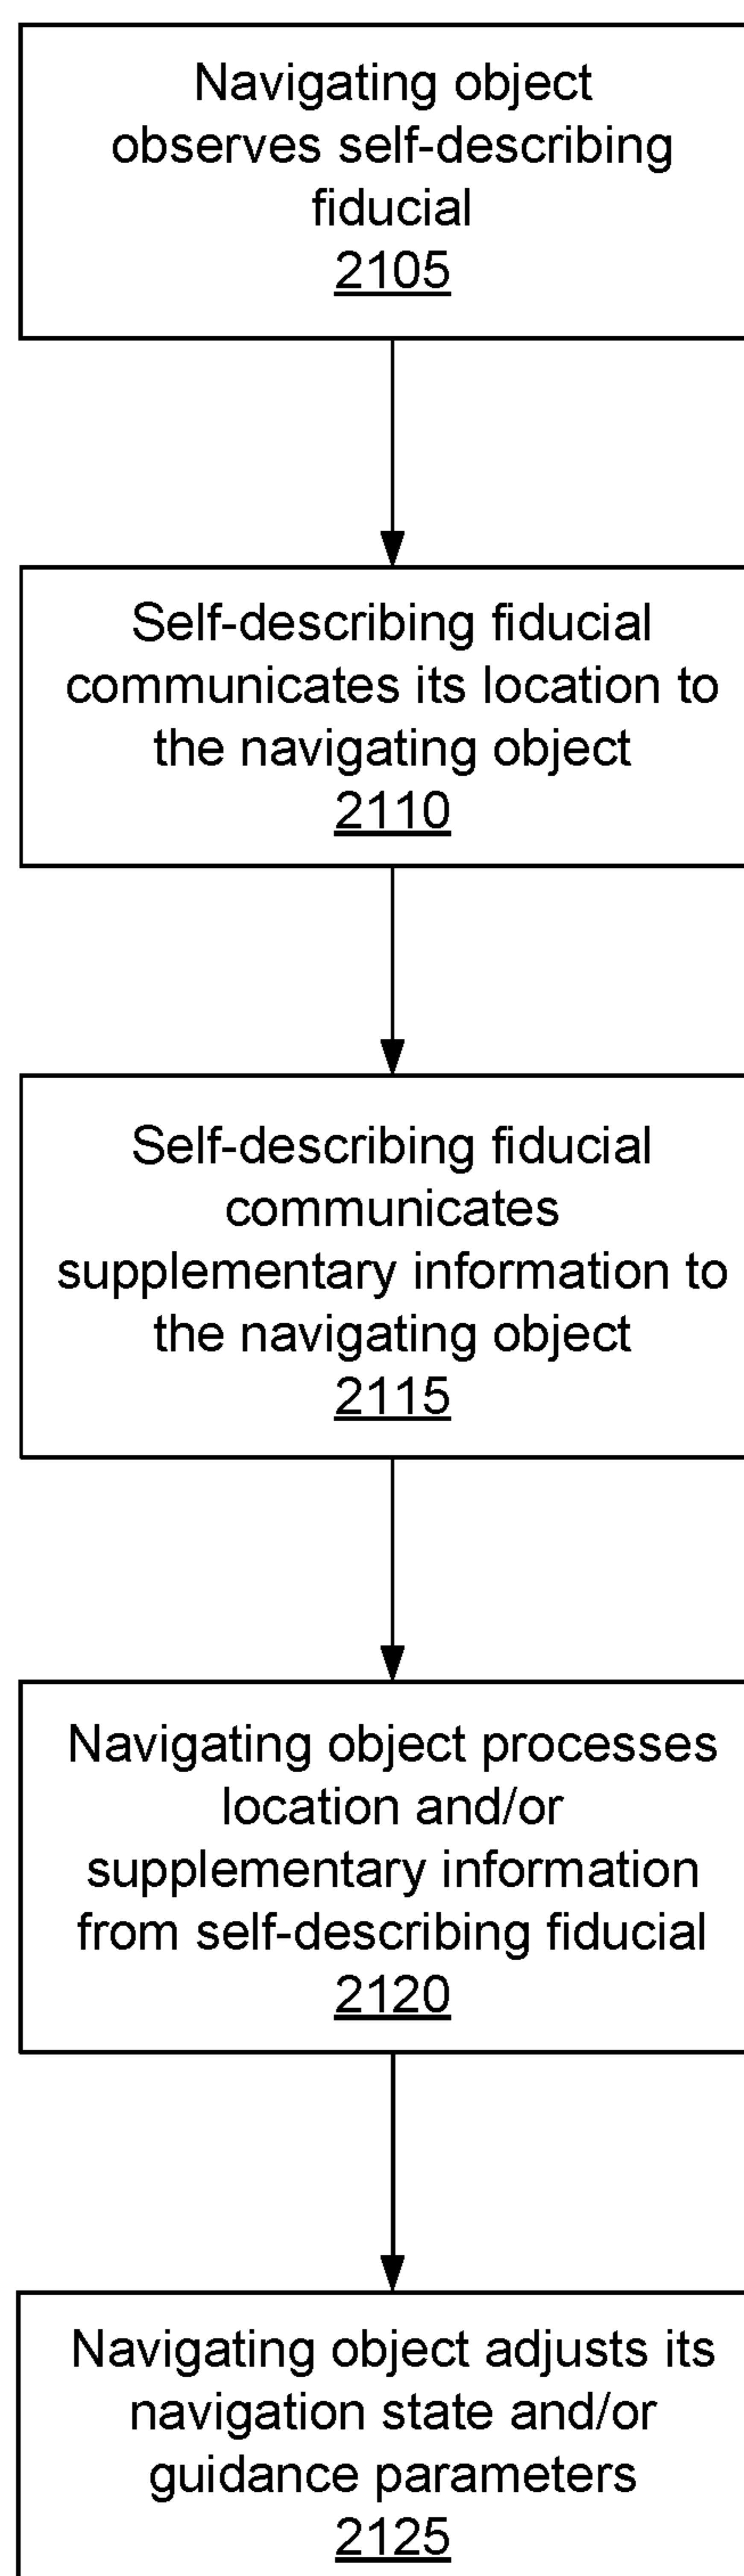 Navigating object
observes self-describing
fiducial
2105
Self-describing fiducial
communicates its location to
the navigating object
2110
Self-describing fiducial
communicates
supplementary information to
the navigating object
2115
Navigating object processes
location and/or
supplementary information
from self-describing fiducial
2120
Navigating object adjusts its
navigation state and/or
guidance parameters
2125